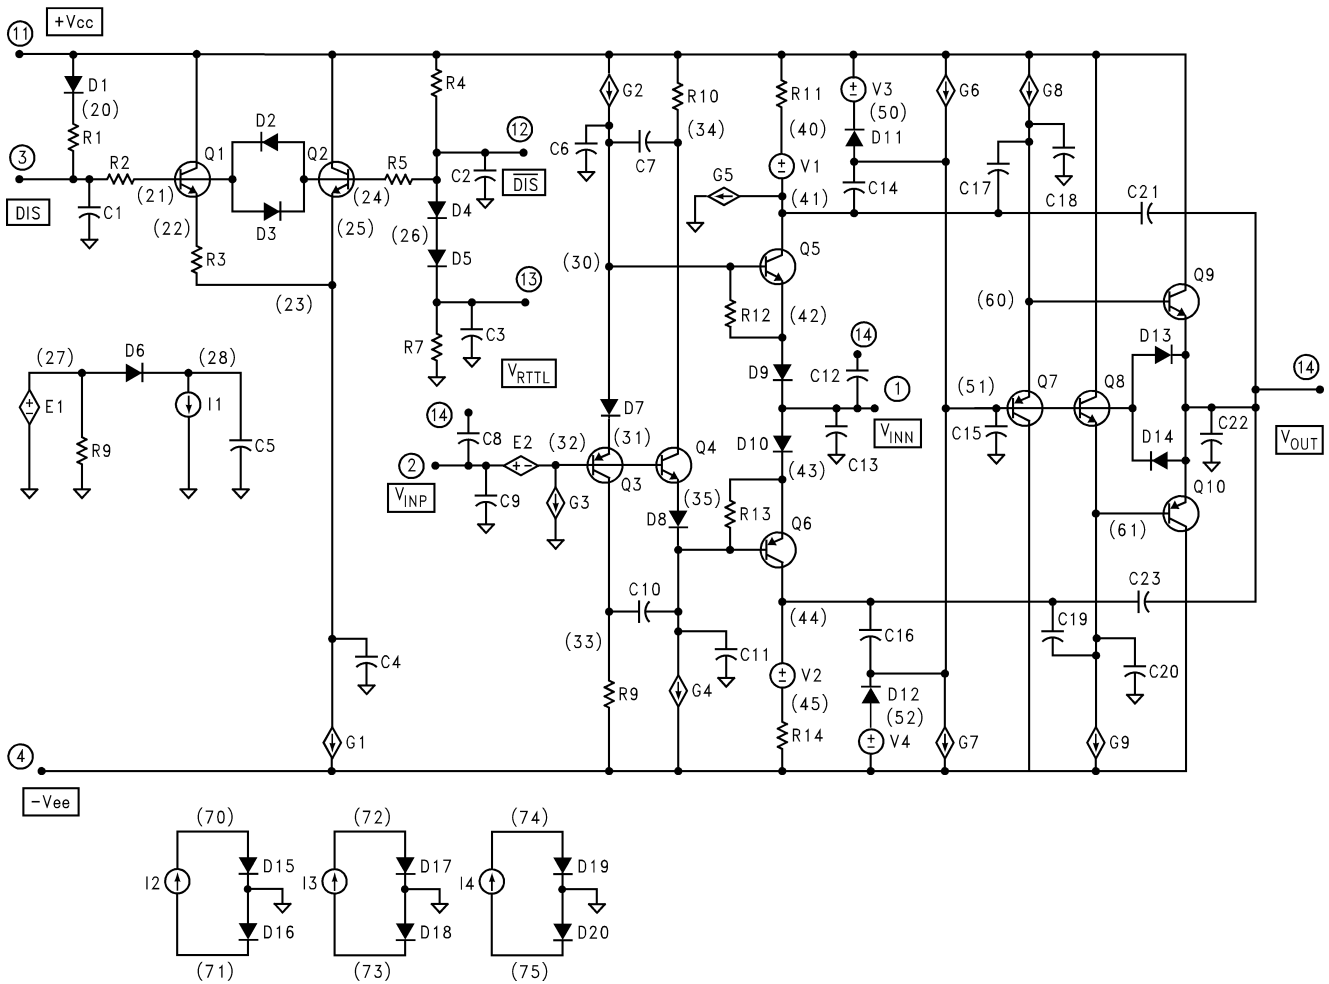 11
+Vcc
D1
(20)
R1
3
DIS
C1
R2
(21)
Q1
(22)
R3
D2
D3
Q2
(24)
(25)
(23)
R5
R4
12
C2
DIS
D4
(26)
D5
13
C3
R7
VRTTL
(27)
D6
(28)
E1
R9
I1
C5
C4
G1
4
-Vee
G2
C6
C7
R10
(34)
(30)
D7
(31)
14
C8
E2
(32)
2
VINP
C9
G3
Q3
Q4
(35)
D8
C10
(33)
C11
R9
G4
R11
(40)
V1
(41)
G5
Q5
R12
(42)
D9
14
C12
1
VINN
C13
D10
(43)
R13
Q6
(44)
V2
(45)
R14
V3
(50)
D11
C14
C16
D12
(52)
V4
G6
(51)
C15
G7
G8
C17
C18
(60)
Q7
Q8
C21
Q9
D13
D14
C22
14
VOUT
Q10
(61)
C23
C19
C20
G9
(70)
I2
D15
D16
(71)
(72)
I3
D17
D18
(73)
(74)
I4
D19
D20
(75)